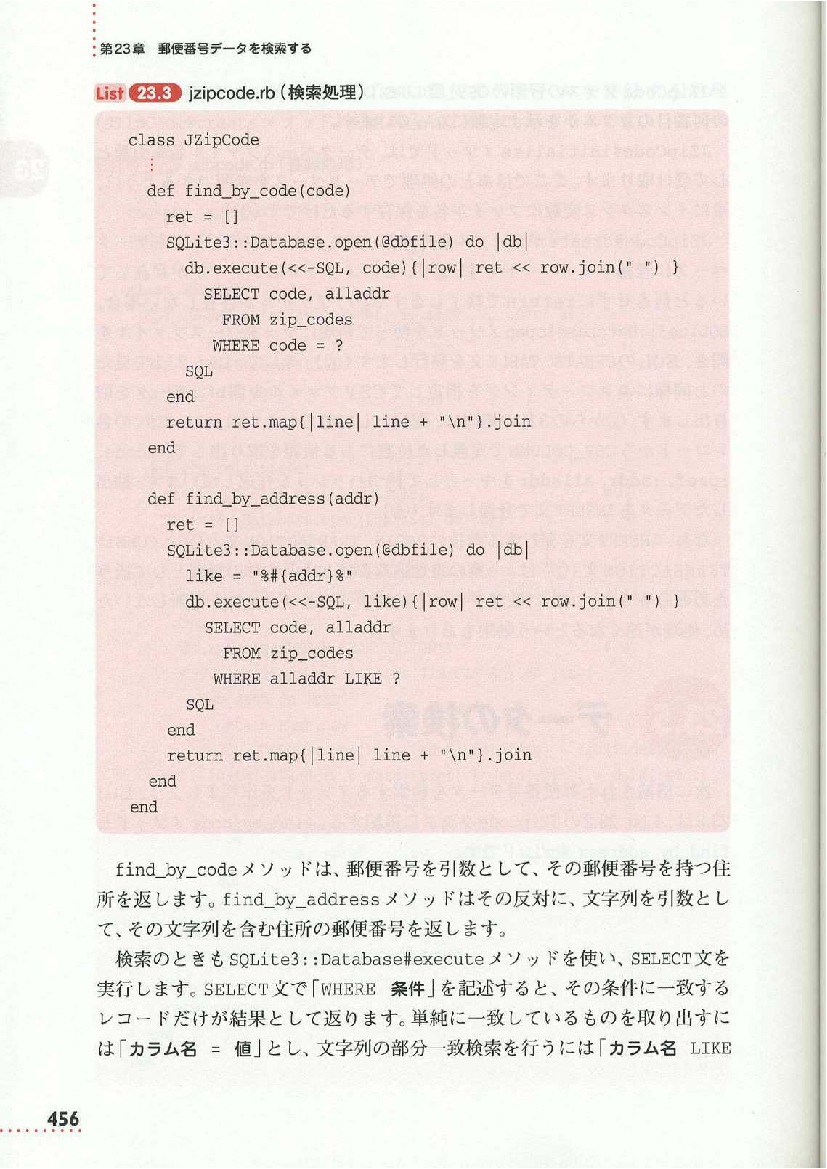 第23章　郵便番号データを検索する
List 23.3 jzipcode.rb（検索処理）
class JZipCode
⋮
  def find_by_code(code)
    ret = []
    SQLite3::Database.open(@dbfile) do |db|
      db.execute(<<-SQL, code){|row| ret << row.join(" ") }
        SELECT code, alladdr
          FROM zip_codes
         WHERE code = ?
      SQL
    end
    return ret.map{|line| line + "\n"}.join
  end
  def find_by_address(addr)
    ret = []
    SQLite3::Database.open(@dbfile) do |db|
      like = "%#{addr}%"
      db.execute(<<-SQL, like){|row| ret << row.join(" ") }
        SELECT code, alladdr
          FROM zip_codes
         WHERE alladdr LIKE ?
      SQL
    end
    return ret.map{|line| line + "\n"}.join
  end
end
find_by_codeメソッドは、郵便番号を引数として、その郵便番号を持つ住
所を返します。find_by_addressメソッドはその反対に、文字列を引数とし
て、その文字列を含む住所の郵便番号を返します。
検索のときもSQLite3::Database#executeメソッドを使い、SELECT文を
実行します。SELECT文で「WHERE 条件」を記述すると、その条件に一致する
レコードだけが結果として返ります。単純に一致しているものを取り出すに
は「カラム名 = 値」とし、文字列の部分一致検索を行うには「カラム名 LIKE
456